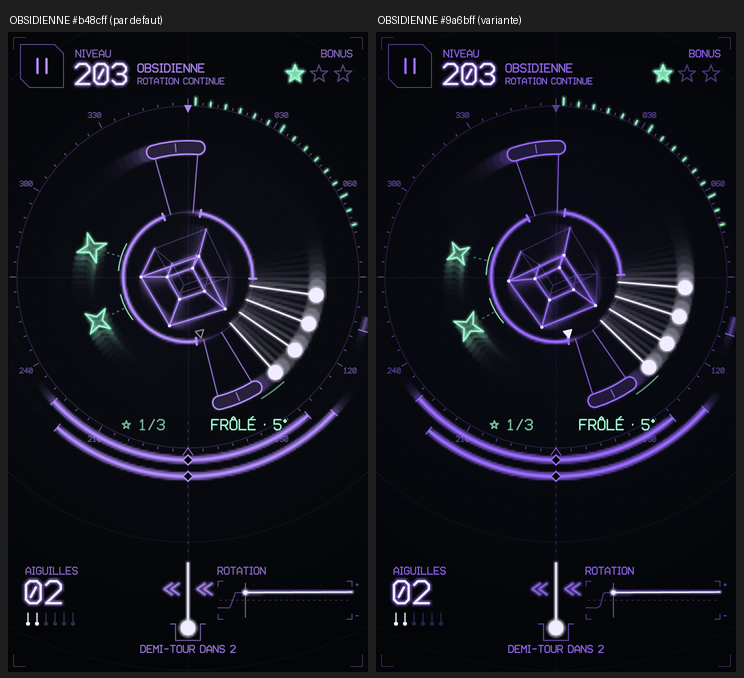 OBSIDIENNE #b48cff (par defaut)
NIVEAU
203 OBSIDIENNE
ROTATION CONTINUE
BONUS
330
030
300
060
240
120
1/3
FRÔLÉ · 5°
AIGUILLES
02
ROTATION
DEMI-TOUR DANS 2
OBSIDIENNE #9a6bff (variante)
NIVEAU
203 OBSIDIENNE
ROTATION CONTINUE
BONUS
330
030
300
060
240
120
1/3
FRÔLÉ · 5°
AIGUILLES
02
ROTATION
DEMI-TOUR DANS 2